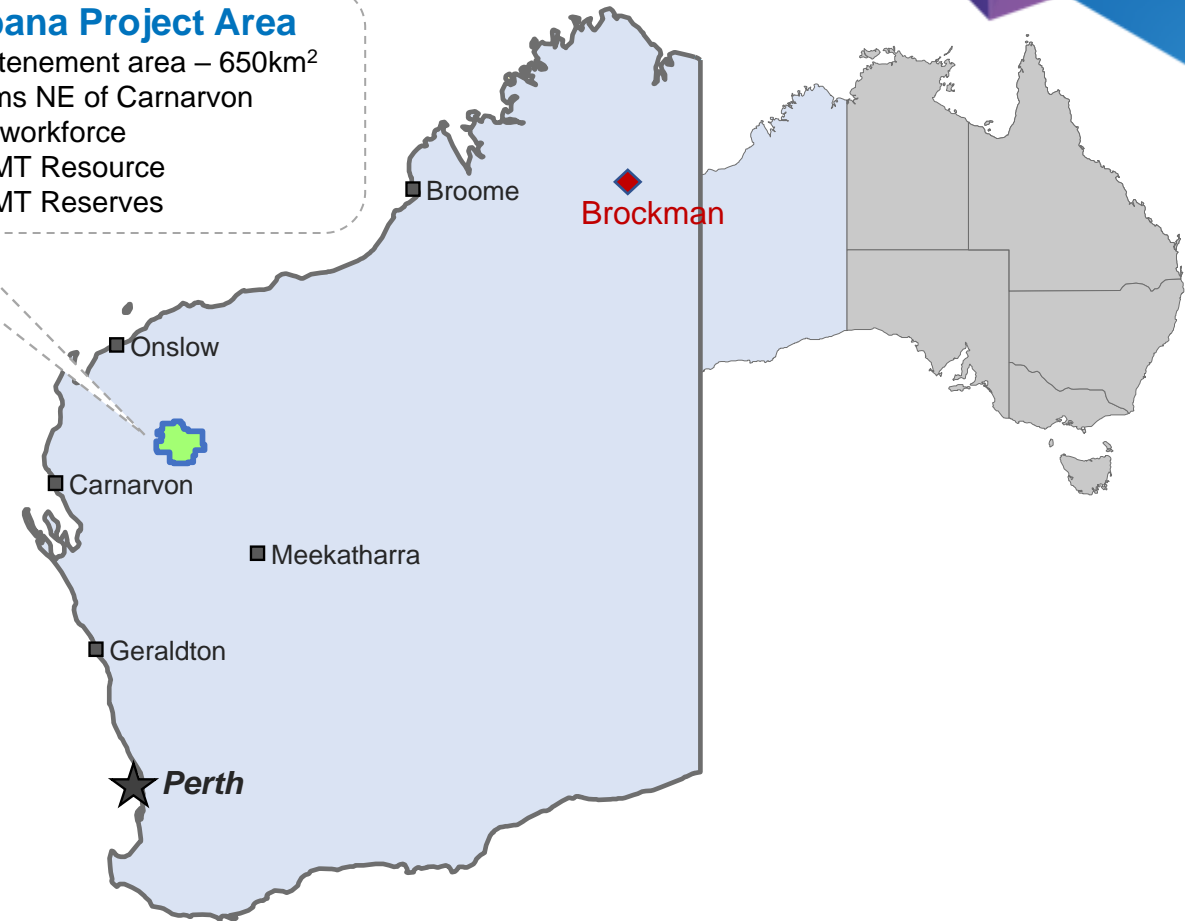 bana Project Area
tenement area – 650km²
ms NE of Carnarvon
workforce
MT Resource
MT Reserves
Broome
Brockman
Onslow
Carnarvon
Meekatharra
Geraldton
Perth